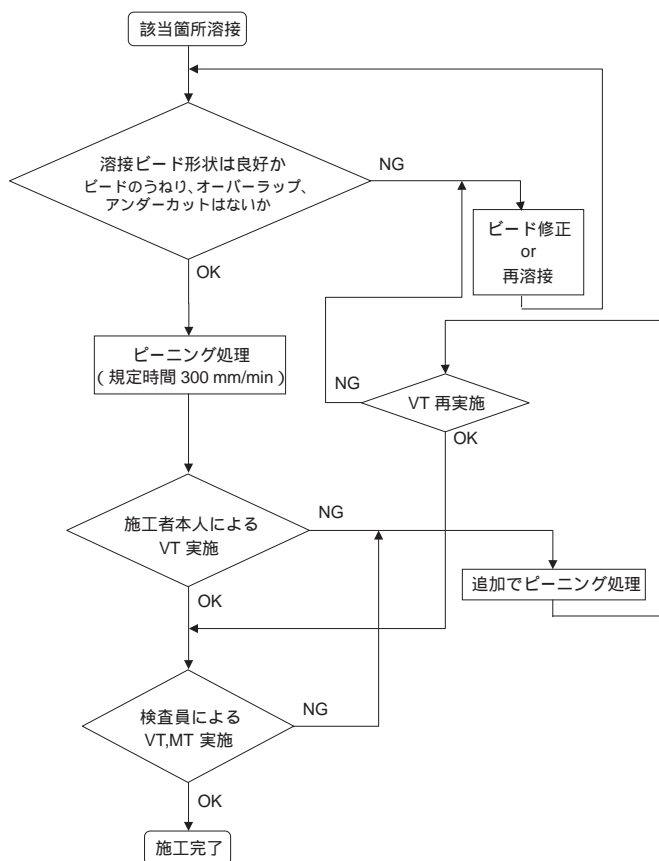 該当箇所溶接
溶接ビード形状は良好か
ビードのうねり、オーバーラップ、
アンダーカットはないか
NG
ビード修正
or
再溶接
OK
ピーニング処理
(規定時間 300 mm/min)
NG
VT 再実施
OK
施工者本人による
VT 実施
NG
追加でピーニング処理
OK
検査員による
VT,MT 実施
NG
OK
施工完了